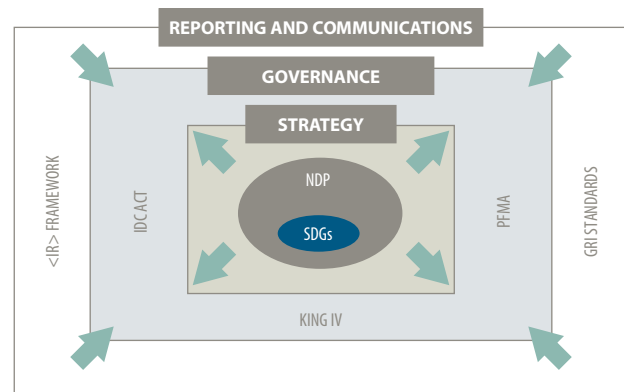 REPORTING AND COMMUNICATIONS
GOVERNANCE
STRATEGY
NDP
SDGs
<IR> FRAMEWORK
IDC ACT
PFMA
GRI STANDARDS
KING IV